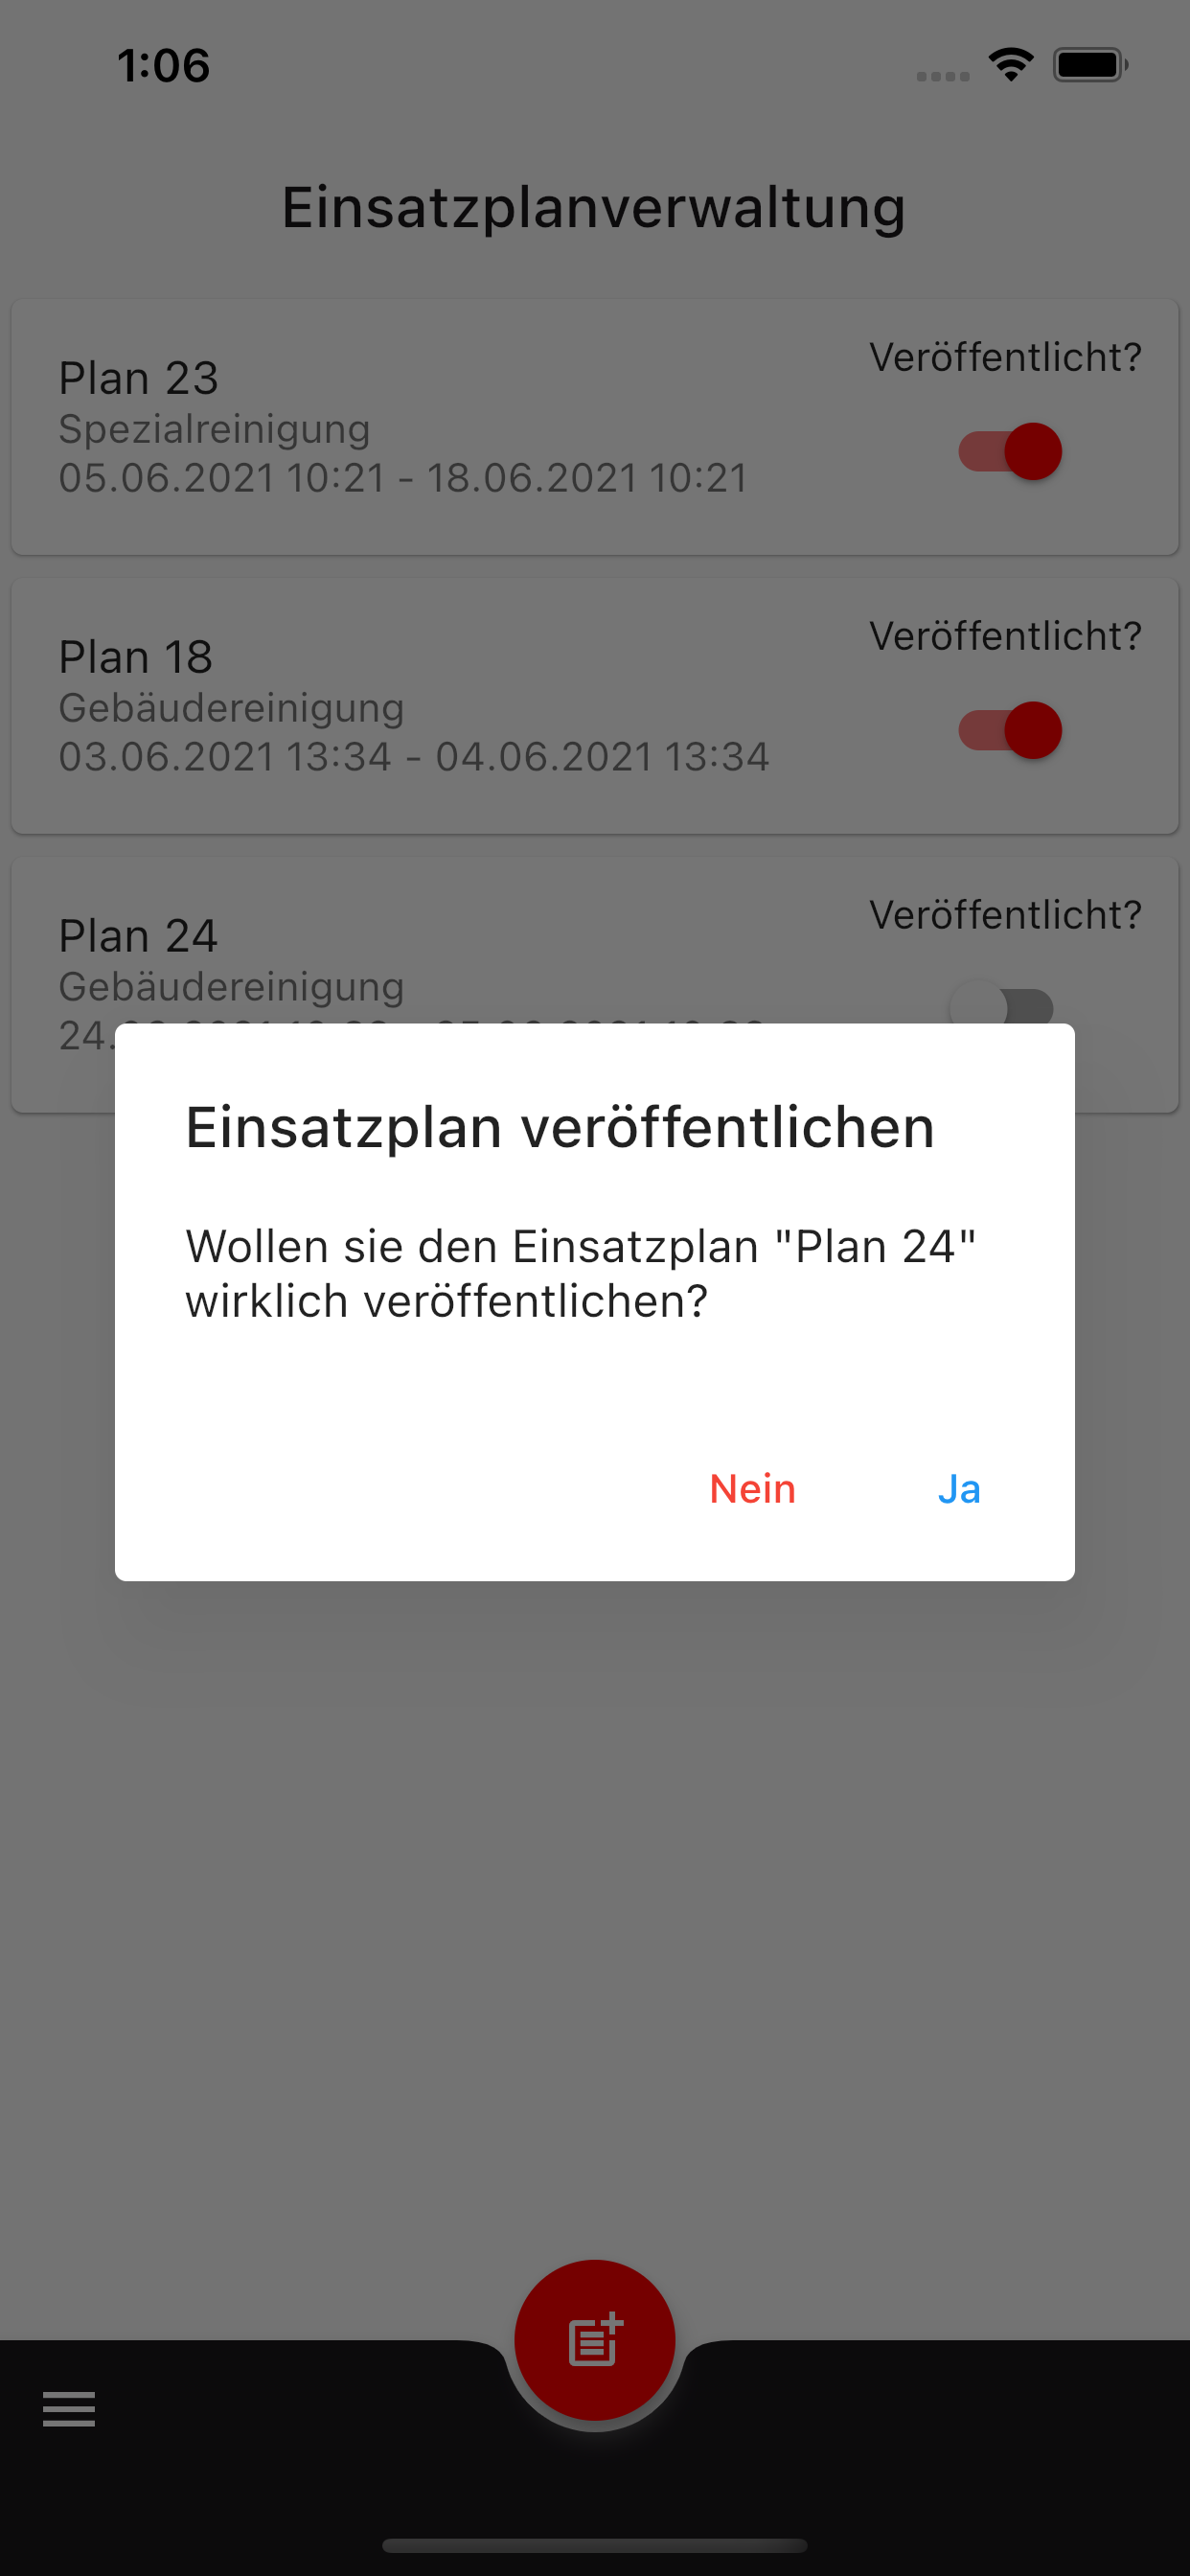 1:06
Einsatzplanverwaltung
Veröffentlicht?
Plan 23
Spezialreinigung
05.06.2021 10:21 - 18.06.2021 10:21
Veröffentlicht?
Plan 18
Gebäudereinigung
03.06.2021 13:34 - 04.06.2021 13:34
Veröffentlicht?
Plan 24
Gebäudereinigung
24.
Einsatzplan veröffentlichen
Wollen sie den Einsatzplan "Plan 24"
wirklich veröffentlichen?
Nein
Ja